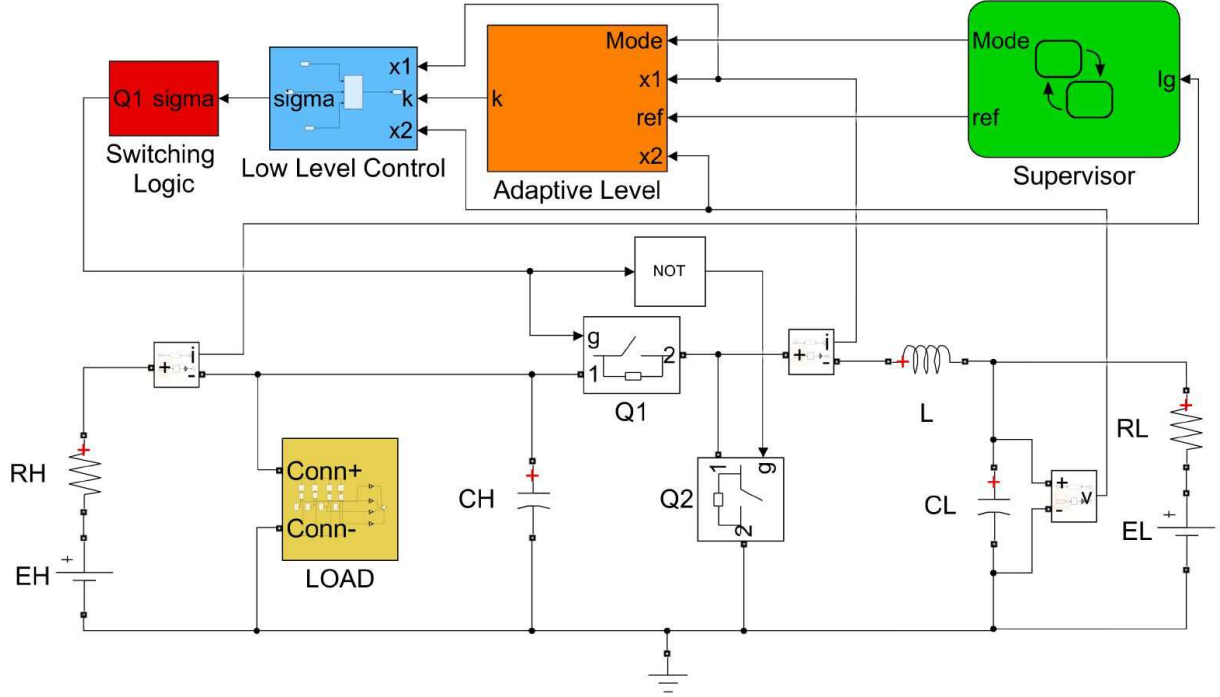 Q1 sigma
Switching
Logic
x1
sigma
k
x2
Low Level Control
Mode
x1
k
ref
x2
Adaptive Level
Mode
Ig
ref
Supervisor
NOT
g
1
2
Q1
+
i
-
+
i
-
L
RH
+
EH
Conn+
Conn-
LOAD
+
CH
1
g
2
Q2
+
CL
+
v
-
+
RL
+
EL
+
+